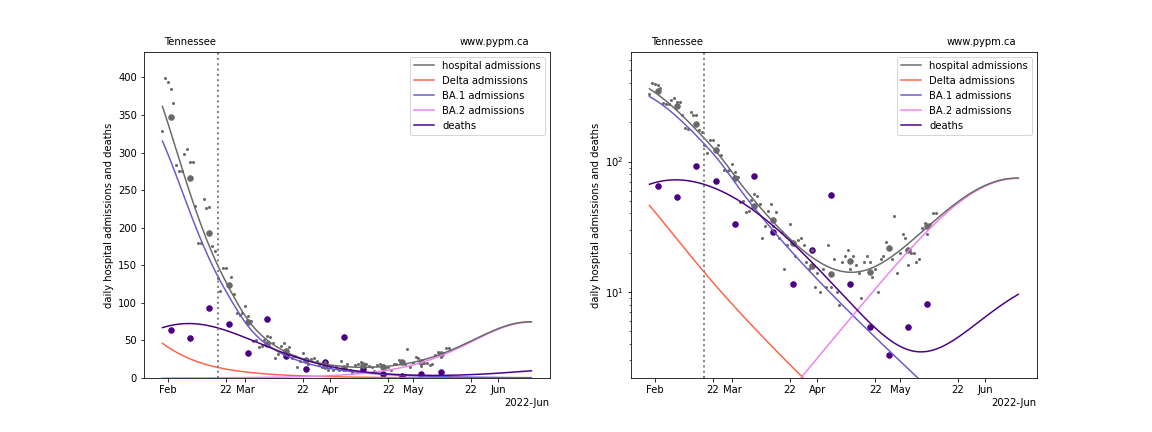 Tennessee www.pypm.ca
daily hospital admissions and deaths
400
350
300
250
200
150
100
50
0
hospital admissions
Delta admissions
BA.1 admissions
BA.2 admissions
deaths
Feb 22 Mar 22 Apr 22 May 22 Jun
2022-Jun
Tennessee www.pypm.ca
daily hospital admissions and deaths
10²
10¹
hospital admissions
Delta admissions
BA.1 admissions
BA.2 admissions
deaths
Feb 22 Mar 22 Apr 22 May 22 Jun
2022-Jun